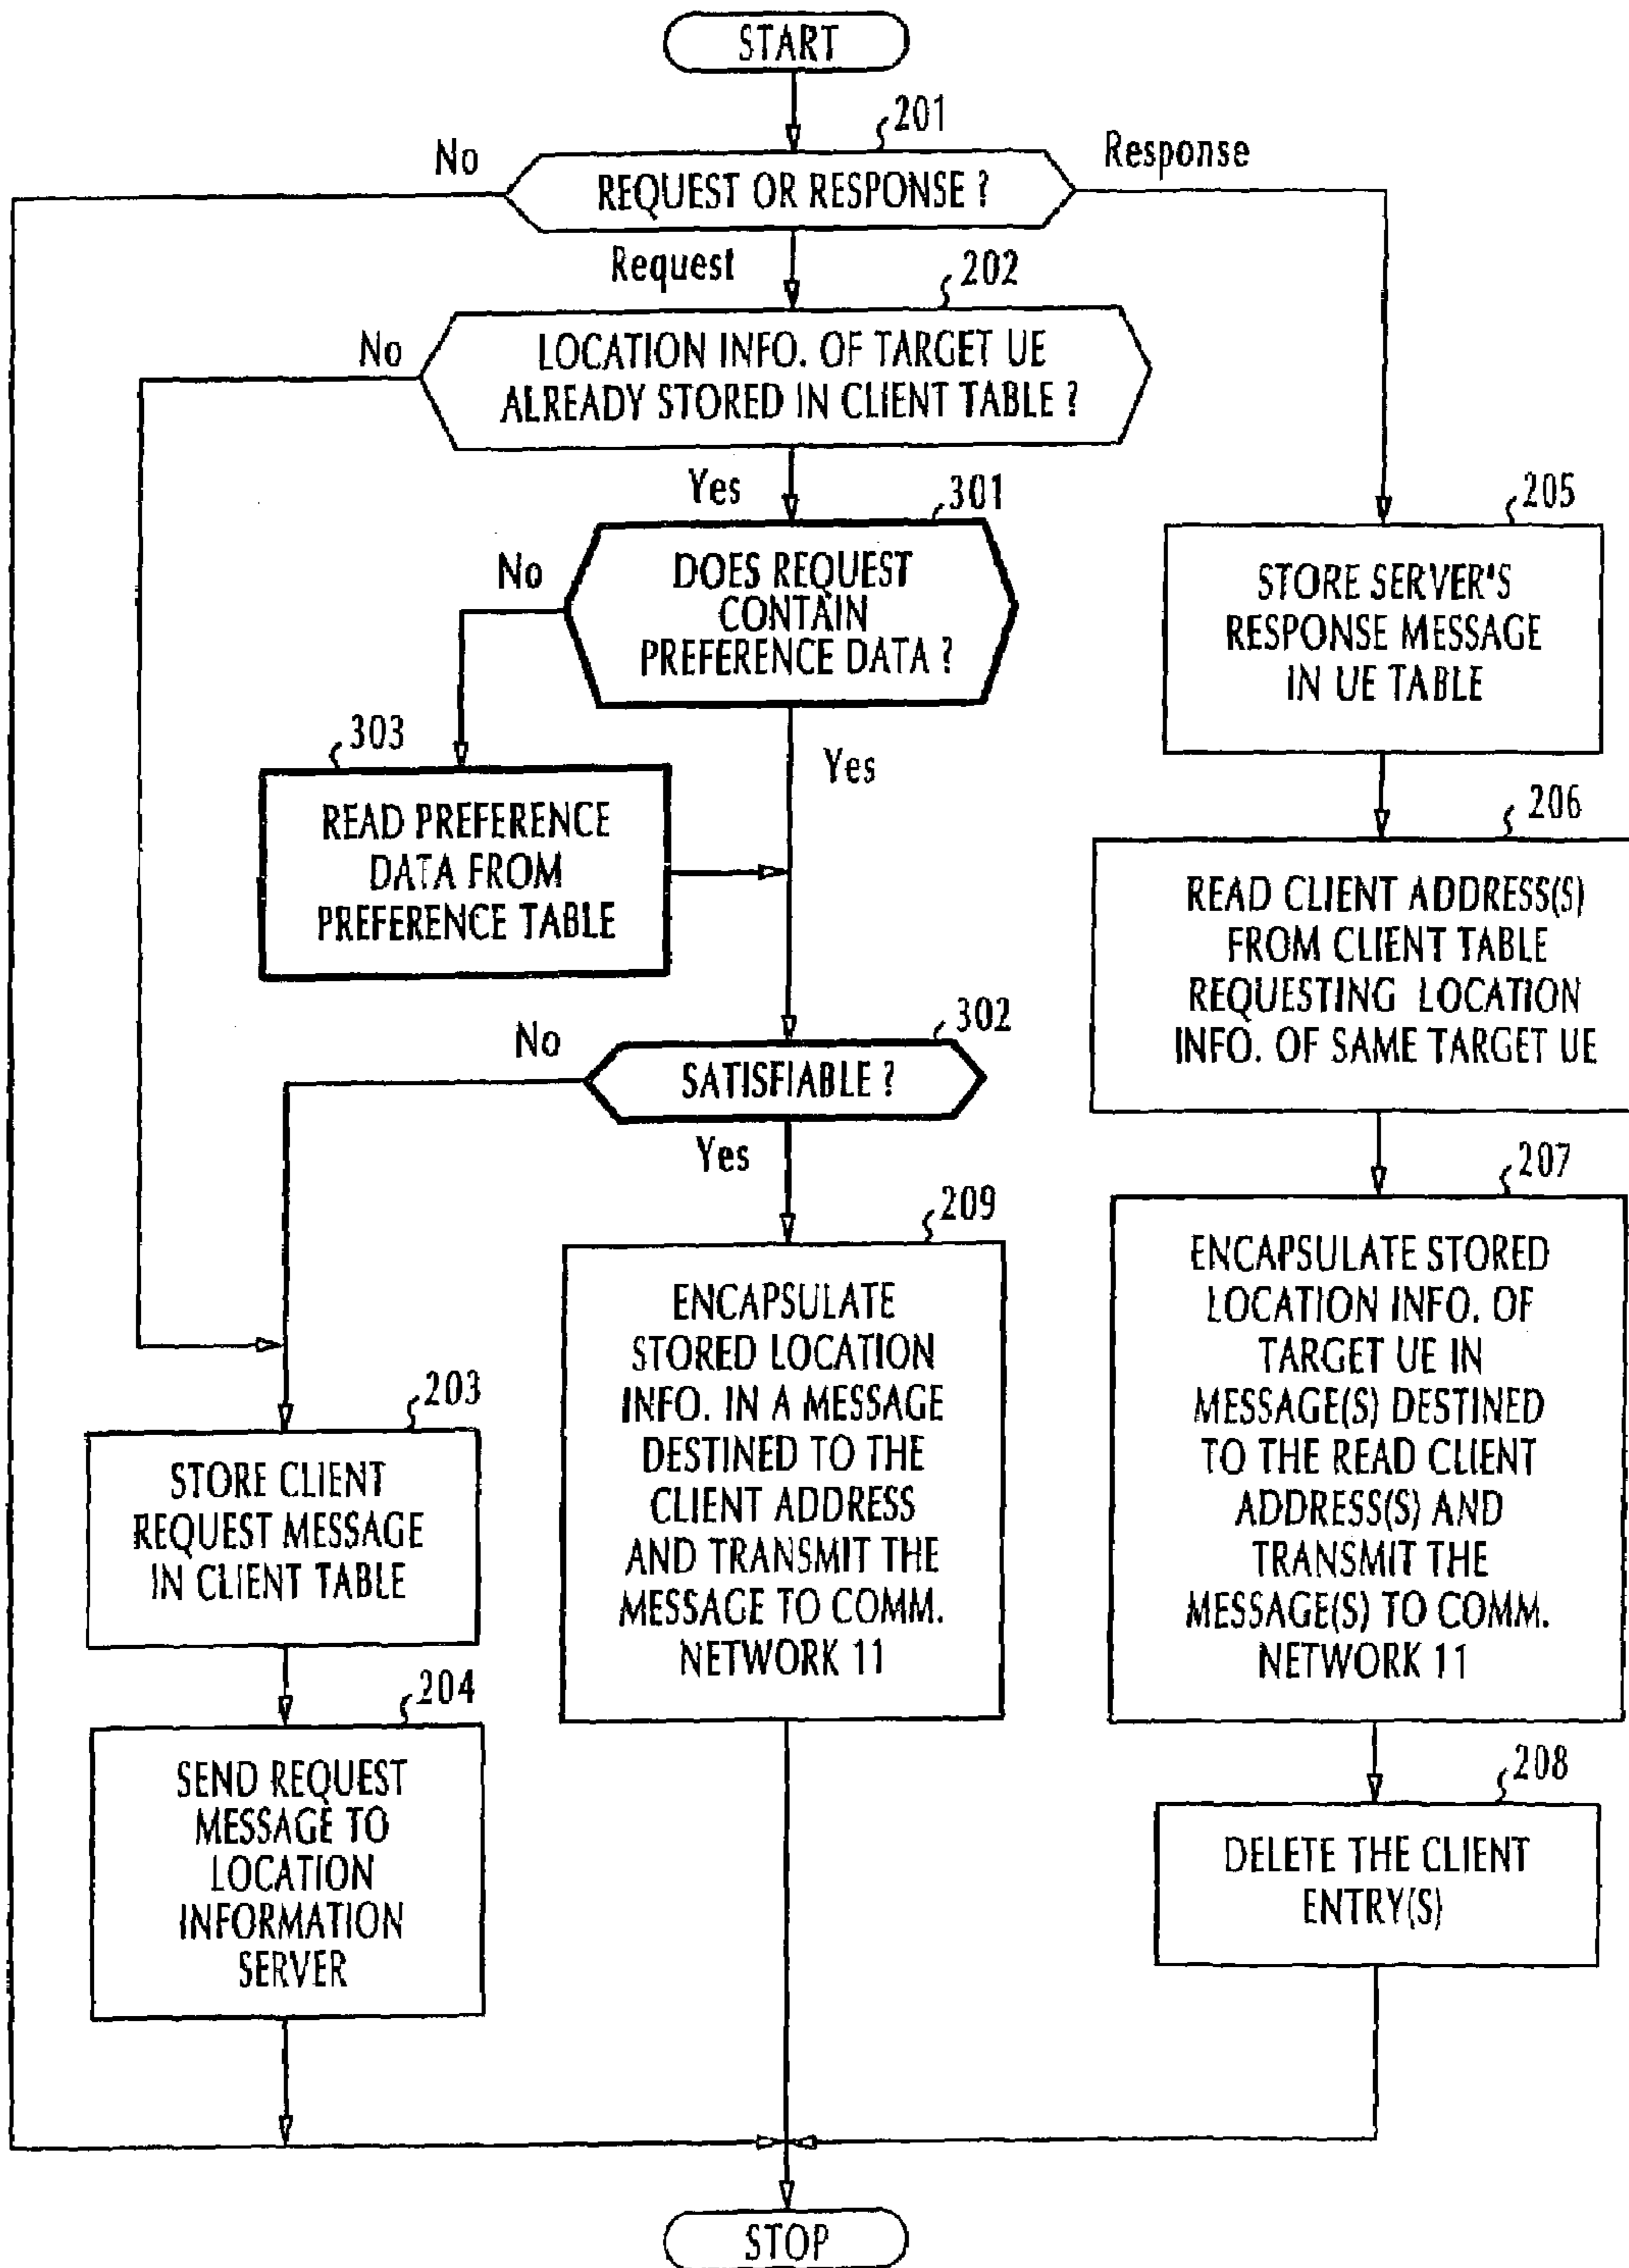 START
201
No
Response
REQUEST OR RESPONSE ?
Request
202
No
LOCATION INFO. OF TARGET UE
ALREADY STORED IN CLIENT TABLE ?
Yes
301
No
DOES REQUEST
CONTAIN
PREFERENCE DATA ?
205
STORE SERVER'S
RESPONSE MESSAGE
IN UE TABLE
303
Yes
READ PREFERENCE
DATA FROM
PREFERENCE TABLE
206
READ CLIENT ADDRESS(S)
FROM CLIENT TABLE
REQUESTING LOCATION
INFO. OF SAME TARGET UE
302
No
SATISFIABLE ?
Yes
207
209
ENCAPSULATE
STORED LOCATION
INFO. IN A MESSAGE
DESTINED TO THE
CLIENT ADDRESS
AND TRANSMIT THE
MESSAGE TO COMM.
NETWORK 11
ENCAPSULATE STORED
LOCATION INFO. OF
TARGET UE IN
MESSAGE(S) DESTINED
TO THE READ CLIENT
ADDRESS(S) AND
TRANSMIT THE
MESSAGE(S) TO COMM.
NETWORK 11
203
STORE CLIENT
REQUEST MESSAGE
IN CLIENT TABLE
204
SEND REQUEST
MESSAGE TO
LOCATION
INFORMATION
SERVER
208
DELETE THE CLIENT
ENTRY(S)
STOP